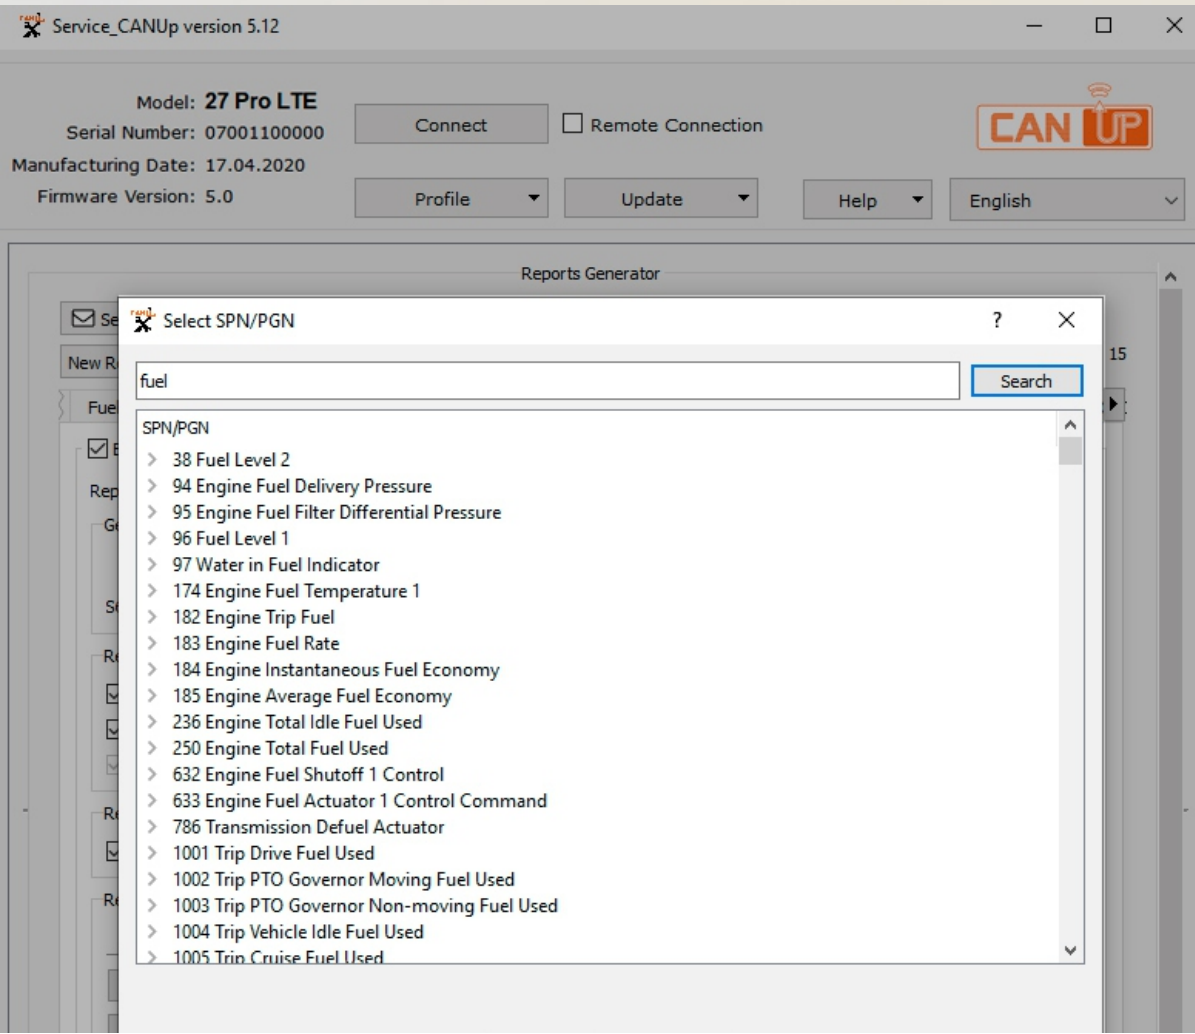 Service_CANUp version 5.12
Model: 27 Pro LTE
Serial Number: 07001100000
Manufacturing Date: 17.04.2020
Firmware Version: 5.0
Connect
Remote Connection
CAN UP
Profile
Update
Help
English
Reports Generator
Select SPN/PGN
?
New
15
fuel
Search
Fuel
SPN/PGN
38 Fuel Level 2
94 Engine Fuel Delivery Pressure
95 Engine Fuel Filter Differential Pressure
96 Fuel Level 1
97 Water in Fuel Indicator
174 Engine Fuel Temperature 1
182 Engine Trip Fuel
183 Engine Fuel Rate
184 Engine Instantaneous Fuel Economy
185 Engine Average Fuel Economy
236 Engine Total Idle Fuel Used
250 Engine Total Fuel Used
632 Engine Fuel Shutoff 1 Control
633 Engine Fuel Actuator 1 Control Command
786 Transmission Defuel Actuator
1001 Trip Drive Fuel Used
1002 Trip PTO Governor Moving Fuel Used
1003 Trip PTO Governor Non-moving Fuel Used
1004 Trip Vehicle Idle Fuel Used
1005 Trip Cruise Fuel Used